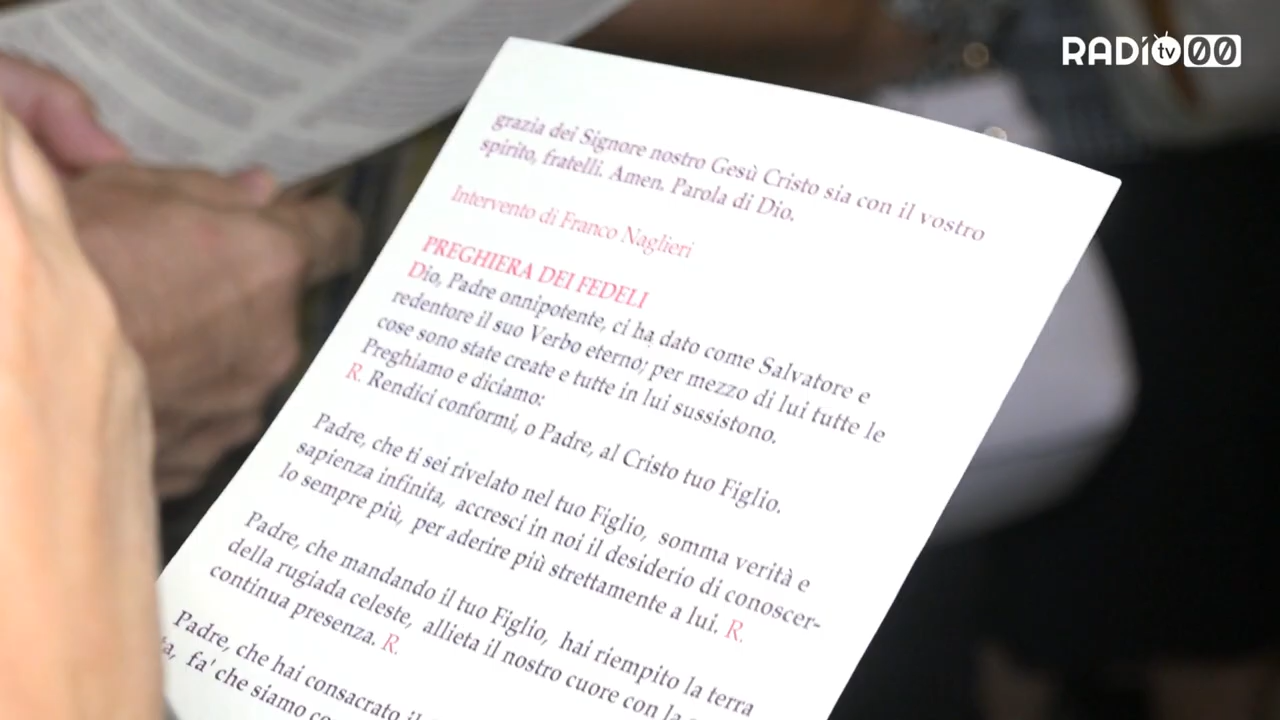 RADIO tv 00
grazia dei Signore nostro Gesù Cristo sia con il vostro
spirito, fratelli. Amen. Parola di Dio.
Intervento di Franco Naglieri
PREGHIERA DEI FEDELI
Dio, Padre onnipotente, ci ha dato come Salvatore e
redentore il suo Verbo eterno; per mezzo di lui tutte le
cose sono state create e tutte in lui sussistono.
Preghiamo e diciamo:
R. Rendici conformi, o Padre, al Cristo tuo Figlio.
Padre, che ti sei rivelato nel tuo Figlio, somma verità e
sapienza infinita, accresci in noi il desiderio di conoscer-
lo sempre più, per aderire più strettamente a lui. R.
Padre, che mandando il tuo Figlio, hai riempito la terra
della rugiada celeste, allieta il nostro cuore con la
continua presenza. R.
Padre, che hai consacrato il
fa' che siamo